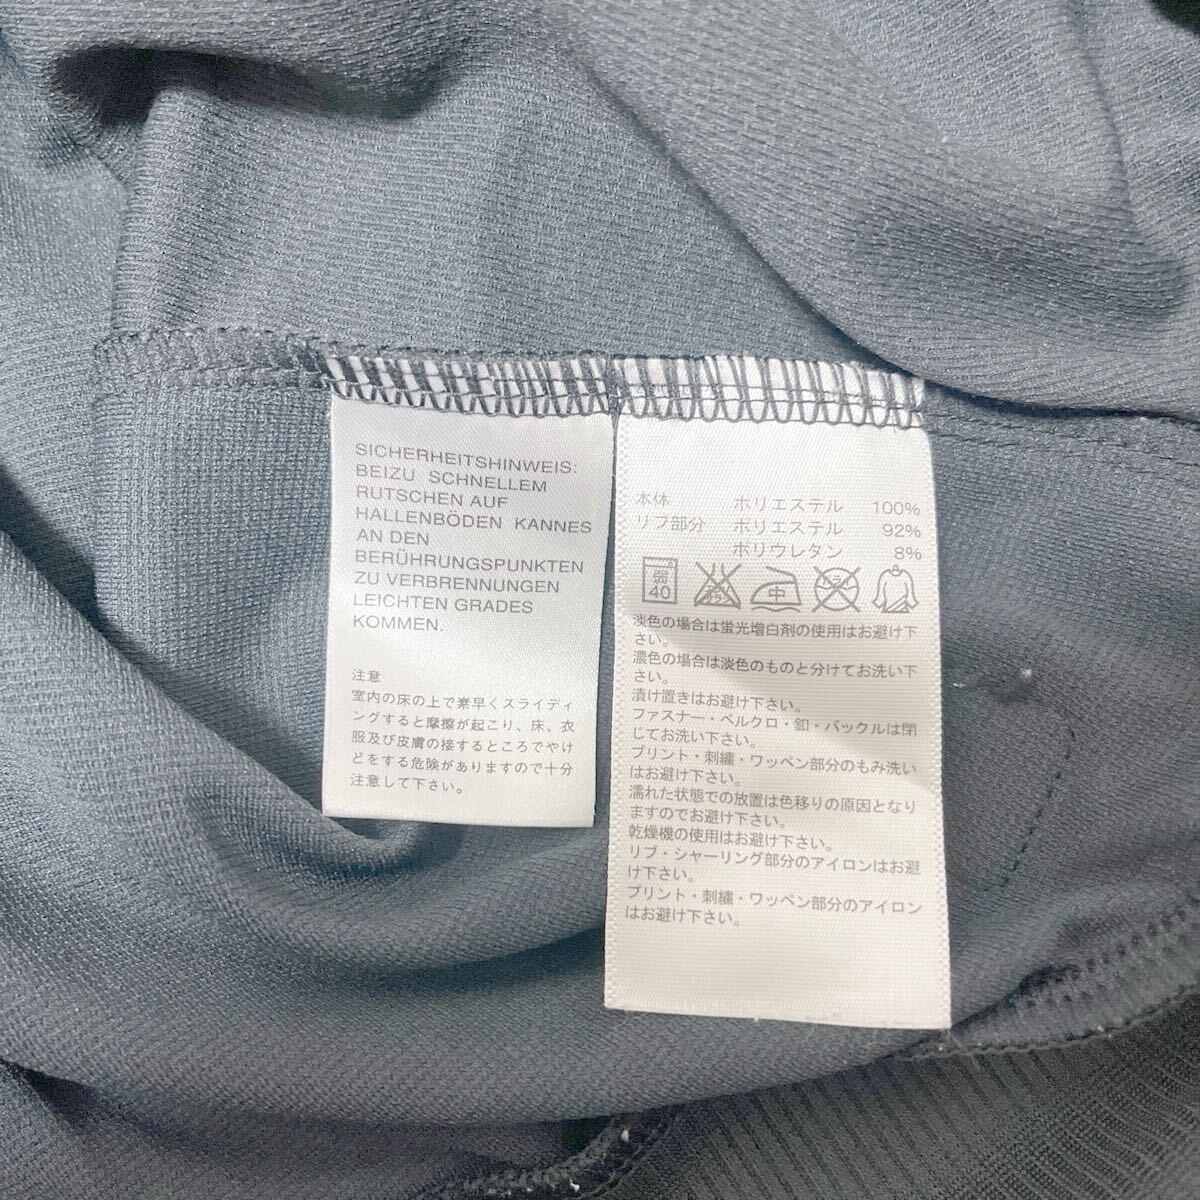 SICHERHEITSHINWEIS:
BEIZU SCHNELLEM
RUTSCHEN AUF
HALLENBÖDEN KANNES
AN DEN
BERÜHRUNGSPUNKTEN
ZU VERBRENNUNGEN
LEICHTEN GRADES
KOMMEN.
注意
室内の床の上で素早くスライディ
ングすると摩擦が起こり、床、衣
服及び皮膚の接するところでやけ
どをする危険がありますので十分
注意して下さい。
本体 ポリエステル 100%
リブ部分 ポリエステル 92%
ポリウレタン 8%
弱 40 エンソ サラシ 中 ドライ
淡色の場合は蛍光増白剤の使用はお避け下
さい。
濃色の場合は淡色のものと分けてお洗い下
さい。
漬け置きはお避け下さい。
ファスナー・ベルクロ・釦・バックルは閉
じてお洗い下さい。
プリント・刺繍・ワッペン部分のもみ洗い
はお避け下さい。
濡れた状態での放置は色移りの原因となり
ますのでお避け下さい。
乾燥機の使用はお避け下さい。
リブ・シャーリング部分のアイロンはお避
け下さい。
プリント・刺繍・ワッペン部分のアイロン
はお避け下さい。